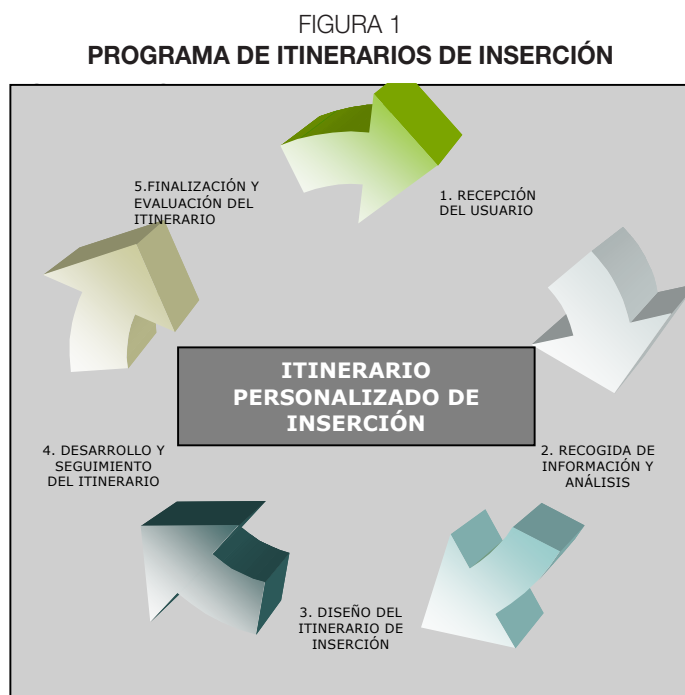 FIGURA 1
PROGRAMA DE ITINERARIOS DE INSERCIÓN
5.FINALIZACIÓN Y
EVALUACIÓN DEL
ITINERARIO
1. RECEPCIÓN
DEL USUARIO
ITINERARIO
PERSONALIZADO DE
INSERCIÓN
4. DESARROLLO Y
SEGUIMIENTO
DEL ITINERARIO
2. RECOGIDA DE
INFORMACIÓN Y
ANÁLISIS
3. DISEÑO DEL
ITINERARIO DE
INSERCIÓN